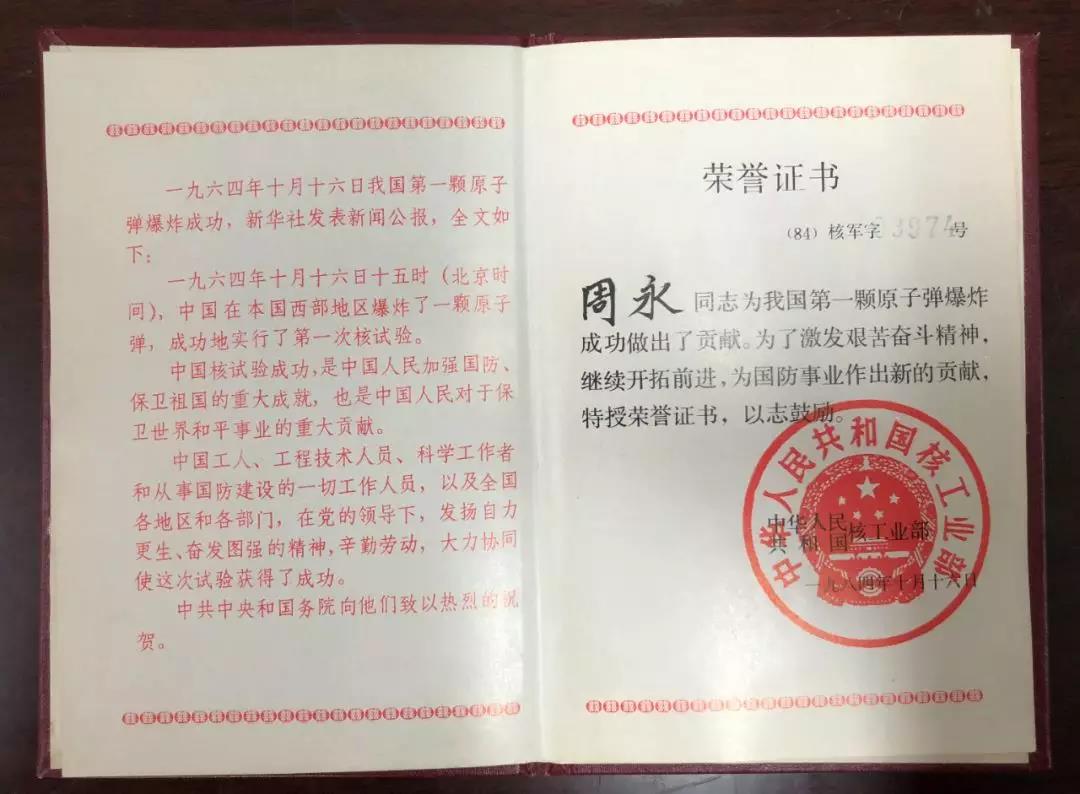 一九六四年十月十六日我国第一颗原子
弹爆炸成功，新华社发表新闻公报，全文如
下：
一九六四年十月十六日十五时（北京时
间），中国在本国西部地区爆炸了一颗原子
弹，成功地实行了第一次核试验。
中国核试验成功，是中国人民加强国防、
保卫祖国的重大成就，也是中国人民对于保
卫世界和平事业的重大贡献。
中国工人、工程技术人员、科学工作者
和从事国防建设的一切工作人员，以及全国
各地区和各部门，在党的领导下，发扬自力
更生、奋发图强的精神，辛勤劳动，大力协同
使这次试验获得了成功。
中共中央和国务院向他们致以热烈的祝
贺。
荣誉证书
(84) 核军字 03974号
周永 同志为我国第一颗原子弹爆炸
成功做出了贡献。为了激发艰苦奋斗精神，
继续开拓前进，为国防事业作出新的贡献，
特授荣誉证书，以志鼓励。
中华人民共和国核工业部
中华人民
共和国 核工业部
一九八四年十月十六日